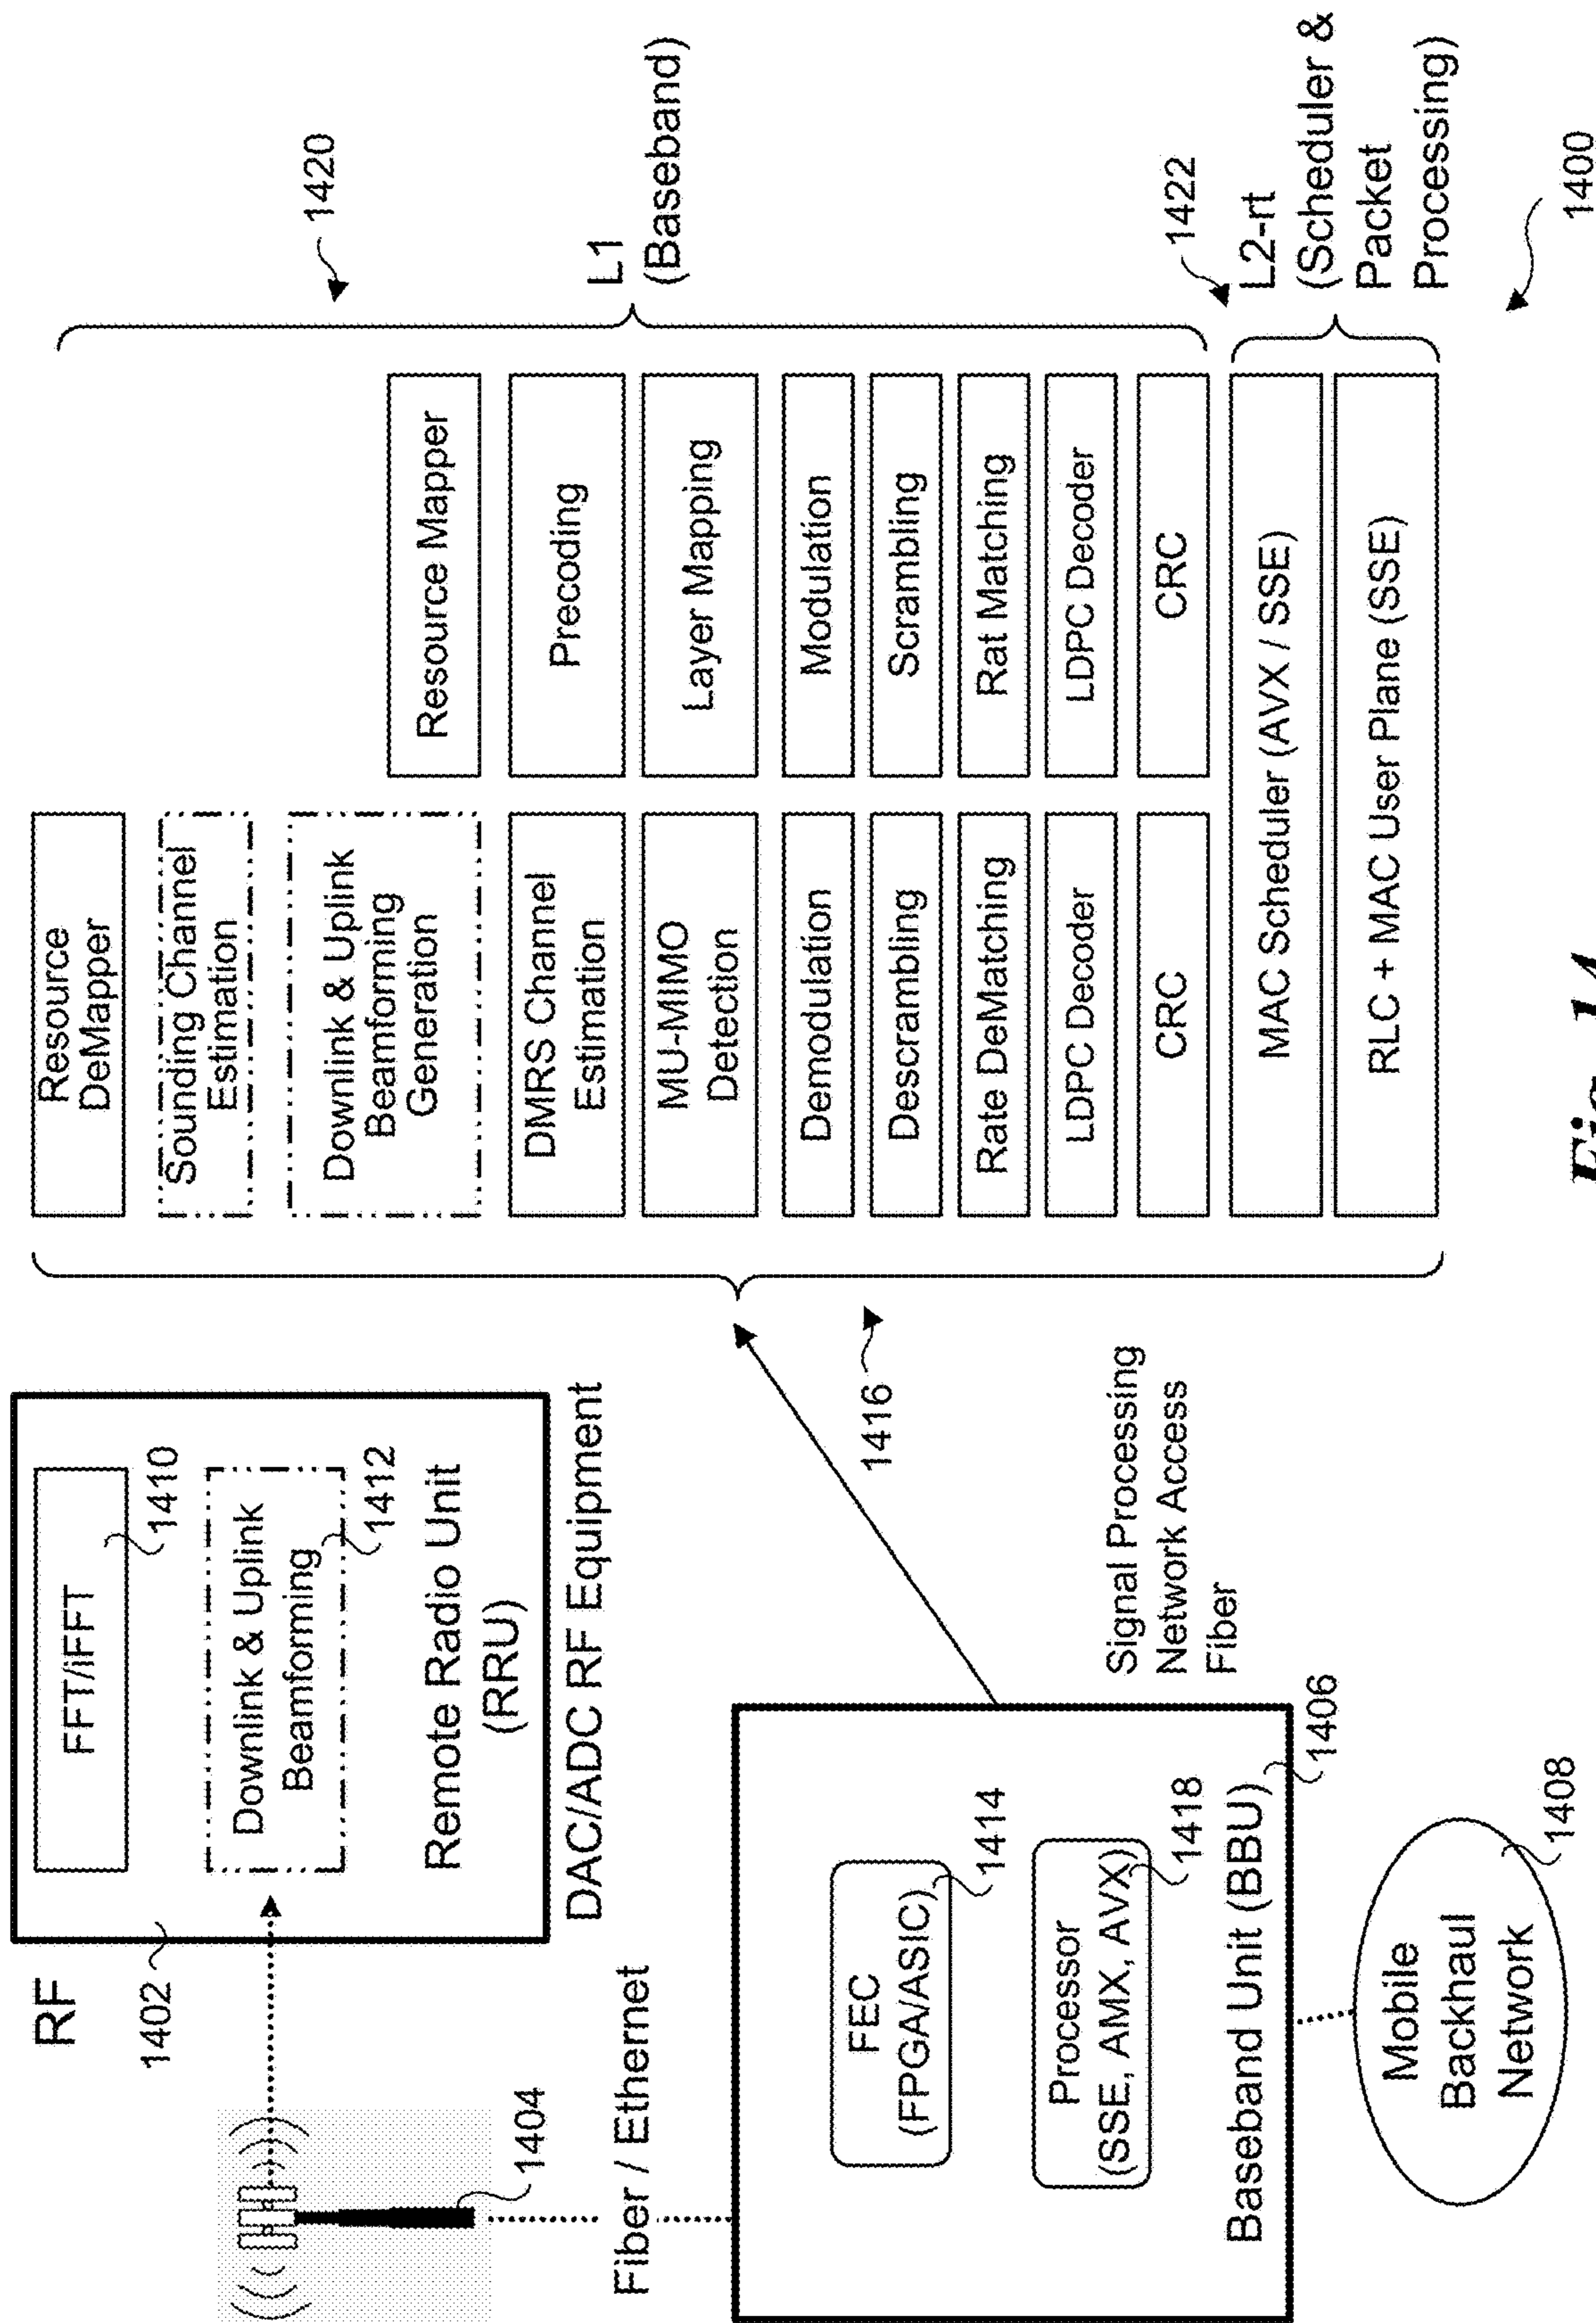 RF
1402
FFT/iFFT
1410
Downlink & Uplink
Beamforming
1412
Remote Radio Unit
(RRU)
DAC/ADC RF Equipment
1404
Fiber / Ethernet
FEC
(FPGA/ASIC)
1414
Processor
(SSE, AMX, AVX)
1418
Baseband Unit (BBU)
1406
Mobile
Backhaul
Network
1408
Signal Processing
Network Access
Fiber
1416
Resource
DeMapper
Sounding Channel
Estimation
Downlink & Uplink
Beamforming
Generation
DMRS Channel
Estimation
MU-MIMO
Detection
Demodulation
Descrambling
Rate DeMatching
LDPC Decoder
CRC
Resource Mapper
Precoding
Layer Mapping
Modulation
Scrambling
Rat Matching
LDPC Decoder
CRC
MAC Scheduler (AVX / SSE)
RLC + MAC User Plane (SSE)
1420
L1
(Baseband)
1422
L2-rt
(Scheduler &
Packet
Processing)
1400
Fig. 14